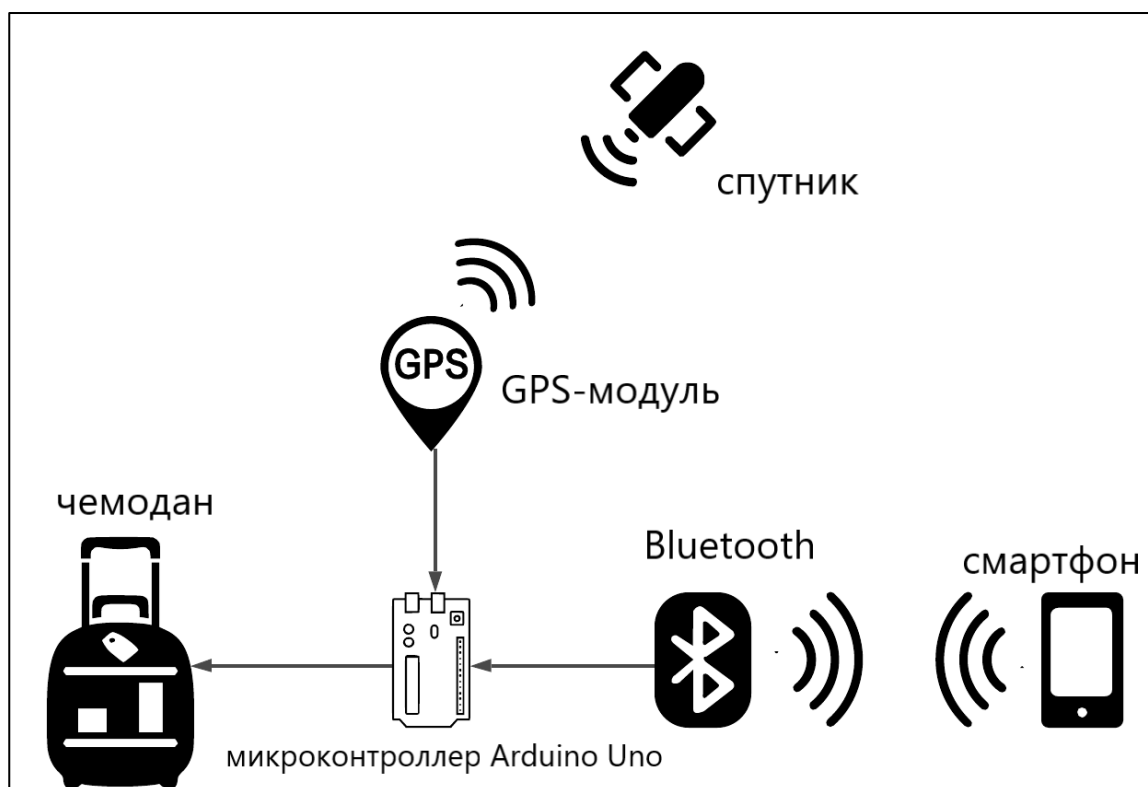 спутник
GPS
GPS-модуль
чемодан
Bluetooth
смартфон
микроконтроллер Arduino Uno